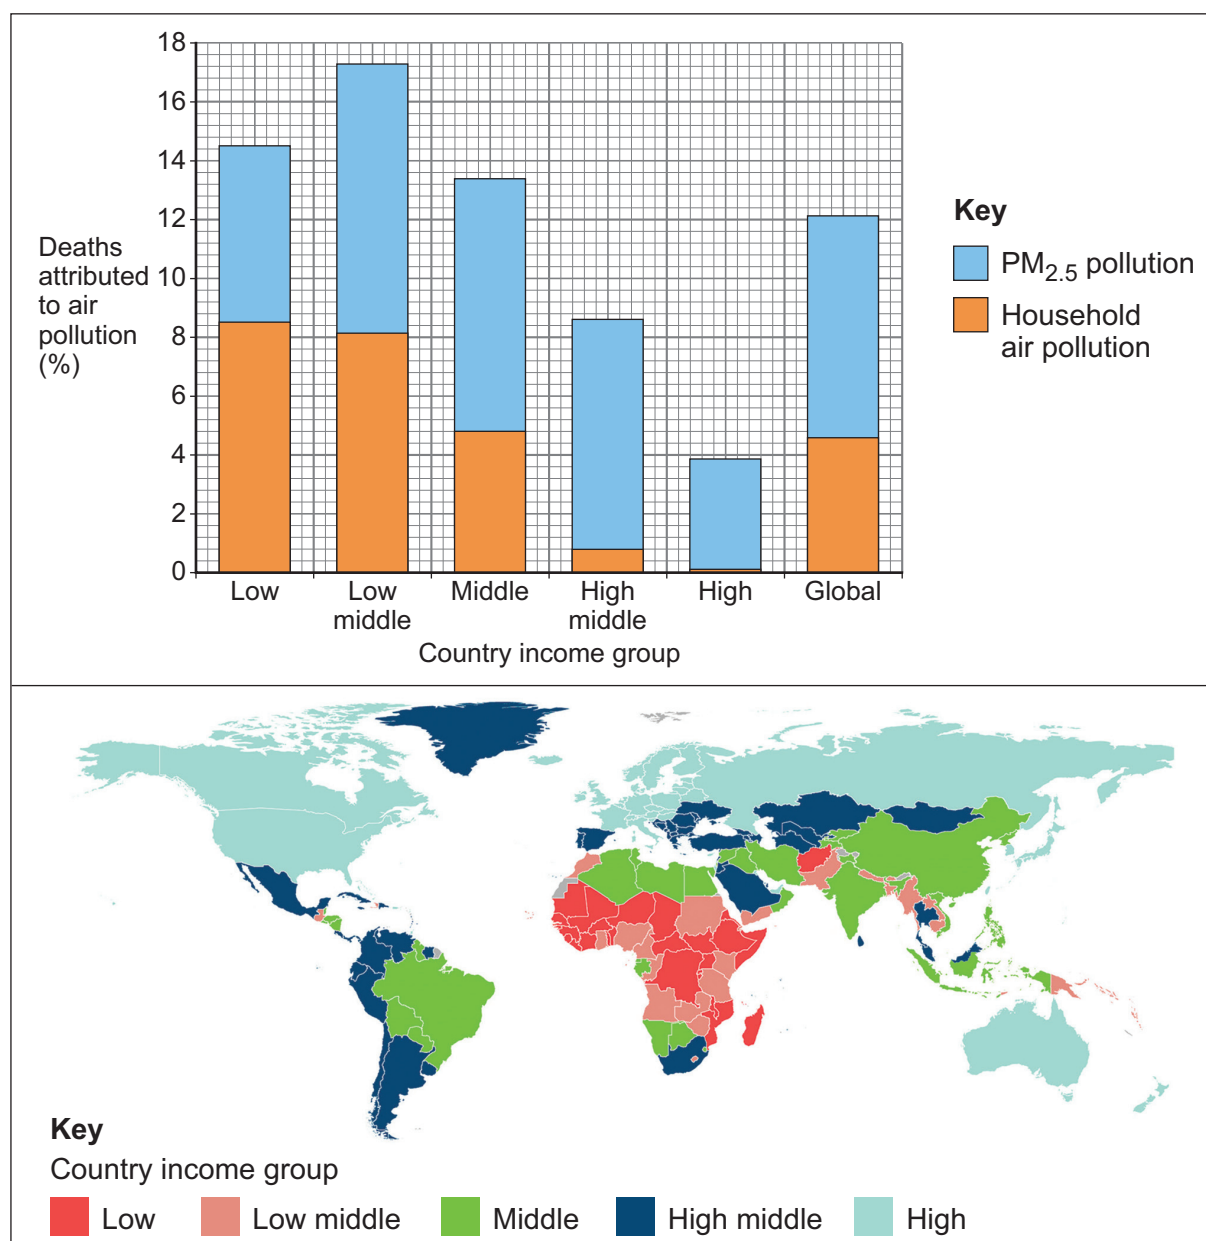 18
16
14
12
10
8
6
4
2
0
Deaths
attributed
to air
pollution
(%)
Low
Low
middle
Middle
High
middle
High
Global
Country income group
Key
PM2.5 pollution
Household
air pollution
Key
Country income group
Low
Low middle
Middle
High middle
High